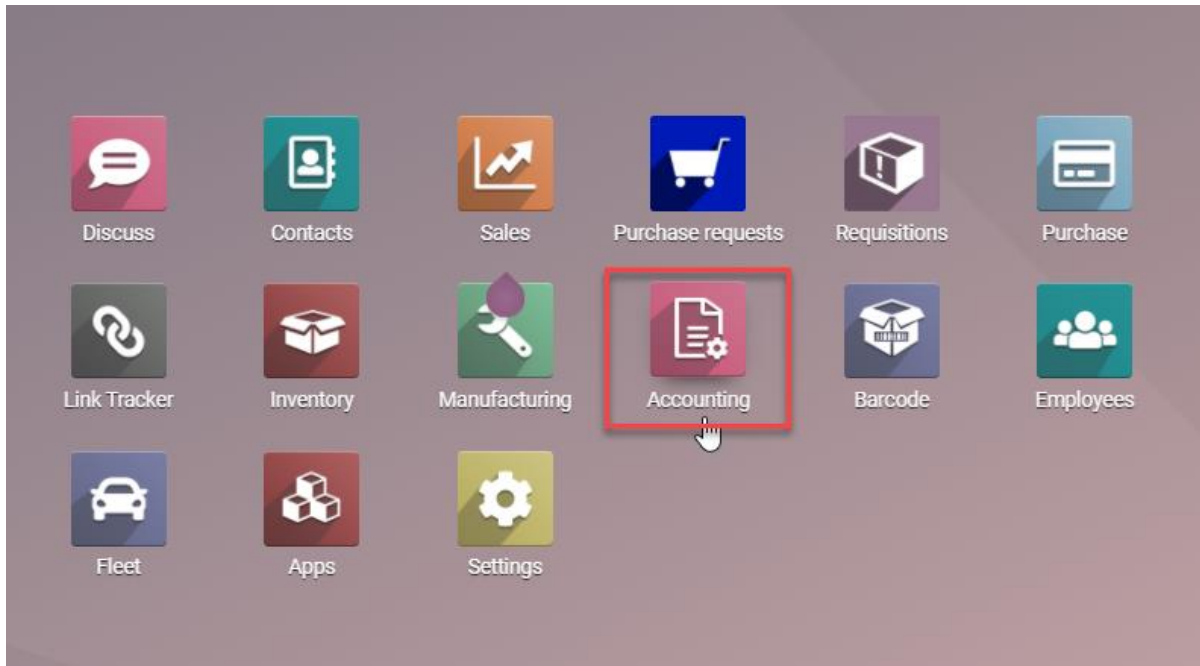 Discuss
Contacts
Sales
Purchase requests
Requisitions
Purchase
Link Tracker
Inventory
Manufacturing
Accounting
Barcode
Employees
Fleet
Apps
Settings